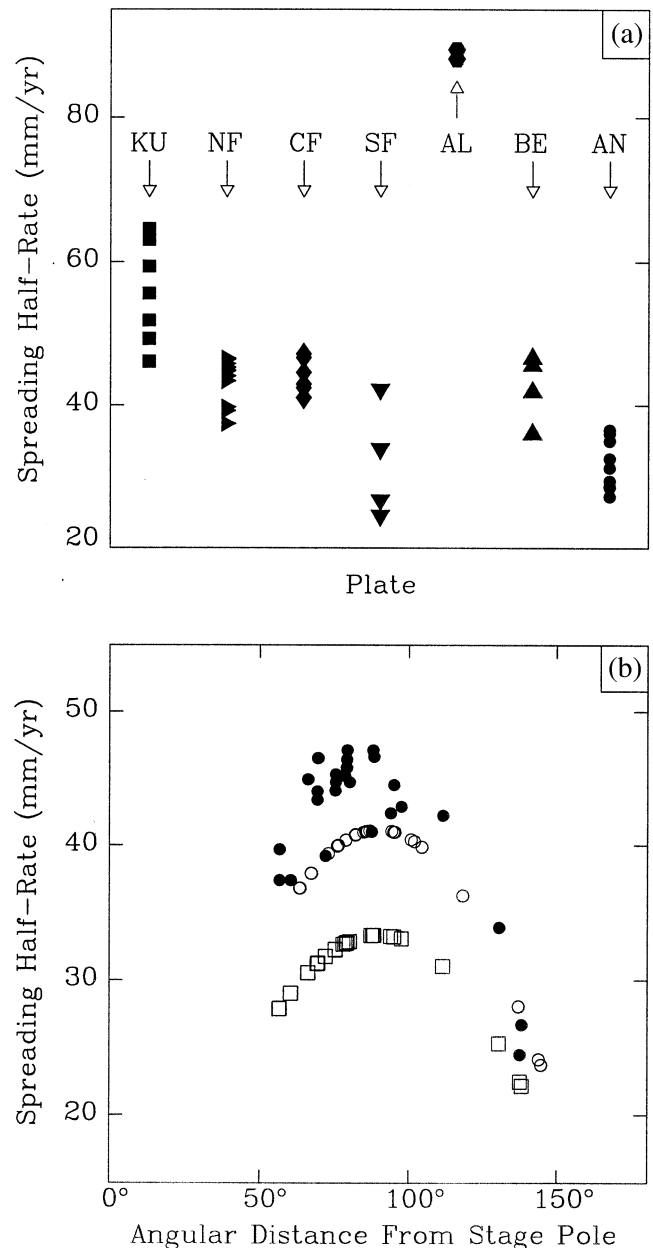 (a)
Spreading Half-Rate (mm/yr)
80
60
40
20
KU NF CF SF AL BE AN
Plate
(b)
Spreading Half-Rate (mm/yr)
50
40
30
20
0° 50° 100° 150°
Angular Distance From Stage Pole